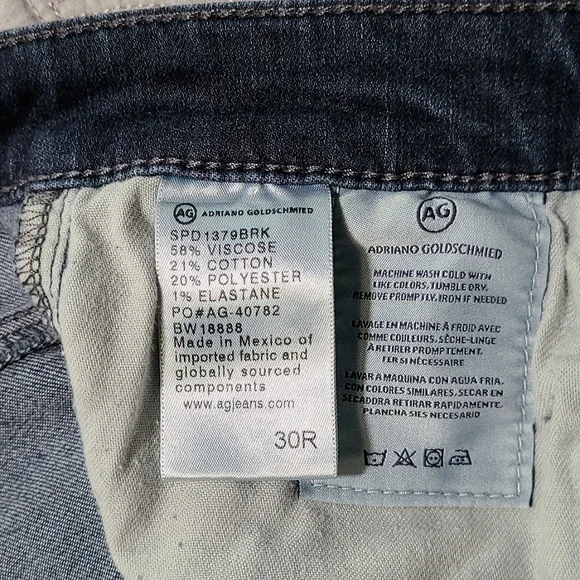 AG ADRIANO GOLDSCHMIED
SPD1379BRK
58% VISCOSE
21% COTTON
20% POLYESTER
1% ELASTANE
PO#AG-40782
BW18888
Made in Mexico of
imported fabric and
globally sourced
components
www.agjeans.com
30R
AG
ADRIANO GOLDSCHMIED
MACHINE WASH COLD WITH
LIKE COLORS. TUMBLE DRY.
REMOVE PROMPTLY. IRON IF NEEDED
LAVAGE EN MACHINE À FROID AVEC
COMME COULEURS. SÈCHE-LINGE
À RETIRER PROMPTEMENT.
FER SI NÉCESSAIRE
LAVAR A MAQUINA CON AGUA FRIA.
CON COLORES SIMILARES. SECAR EN
SECADORA RETIRAR RAPIDAMENTE.
PLANCHA SIES NECESARIO